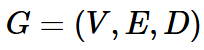 G = (V, E, D)